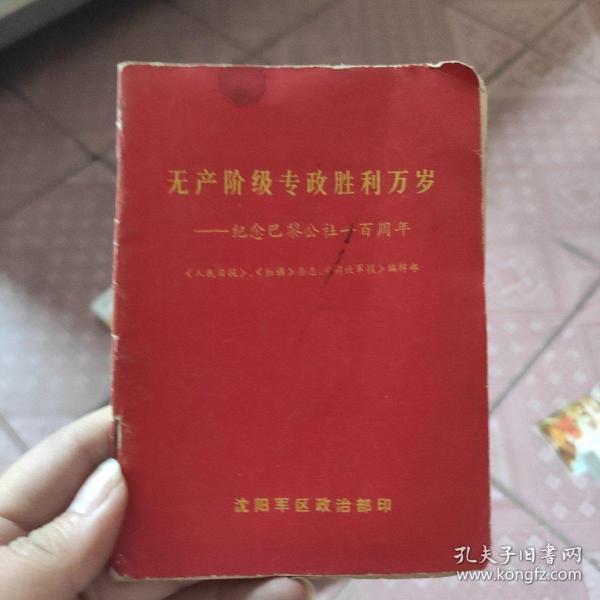 无产阶级专政胜利万岁
——纪念巴黎公社一百周年
《人民日报》、《红旗》杂志、《解放军报》编辑部
沈阳军区政治部印
孔夫子旧书网
www.kongfz.com